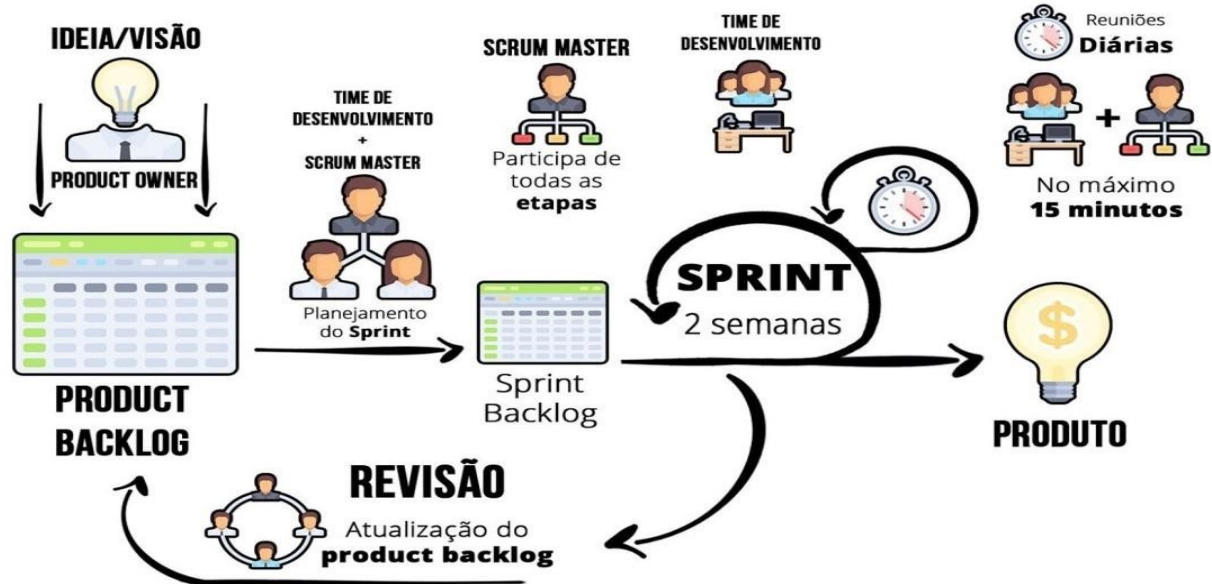 IDEIA/VISÃO
PRODUCT OWNER
PRODUCT
BACKLOG
TIME DE
DESENVOLVIMENTO
+
SCRUM MASTER
Planejamento
do Sprint
SCRUM MASTER
Participa de
todas as
etapas
Sprint
Backlog
TIME DE
DESENVOLVIMENTO
SPRINT
2 semanas
Reuniões
Diárias
+
No máximo
15 minutos
$
PRODUTO
REVISÃO
Atualização do
product backlog